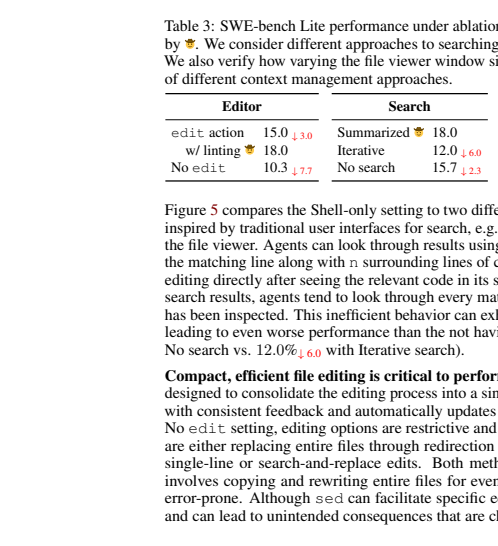 Table 3: SWE-bench Lite performance under ablation
by 🤠. We consider different approaches to searching
We also verify how varying the file viewer window si
of different context management approaches.
Editor Search
edit action 15.0 ↓3.0 Summarized 🤠 18.0
w/ linting 🤠 18.0 Iterative 12.0 ↓6.0
No edit 10.3 ↓7.7 No search 15.7 ↓2.3
Figure 5 compares the Shell-only setting to two diffe
inspired by traditional user interfaces for search, e.g.
the file viewer. Agents can look through results using
the matching line along with n surrounding lines of c
editing directly after seeing the relevant code in its s
search results, agents tend to look through every mat
has been inspected. This inefficient behavior can exh
leading to even worse performance than the not havi
No search vs. 12.0%↓6.0 with Iterative search).
Compact, efficient file editing is critical to perfor
designed to consolidate the editing process into a sin
with consistent feedback and automatically updates
No edit setting, editing options are restrictive and
are either replacing entire files through redirection
single-line or search-and-replace edits. Both meth
involves copying and rewriting entire files for even
error-prone. Although sed can facilitate specific e
and can lead to unintended consequences that are cl